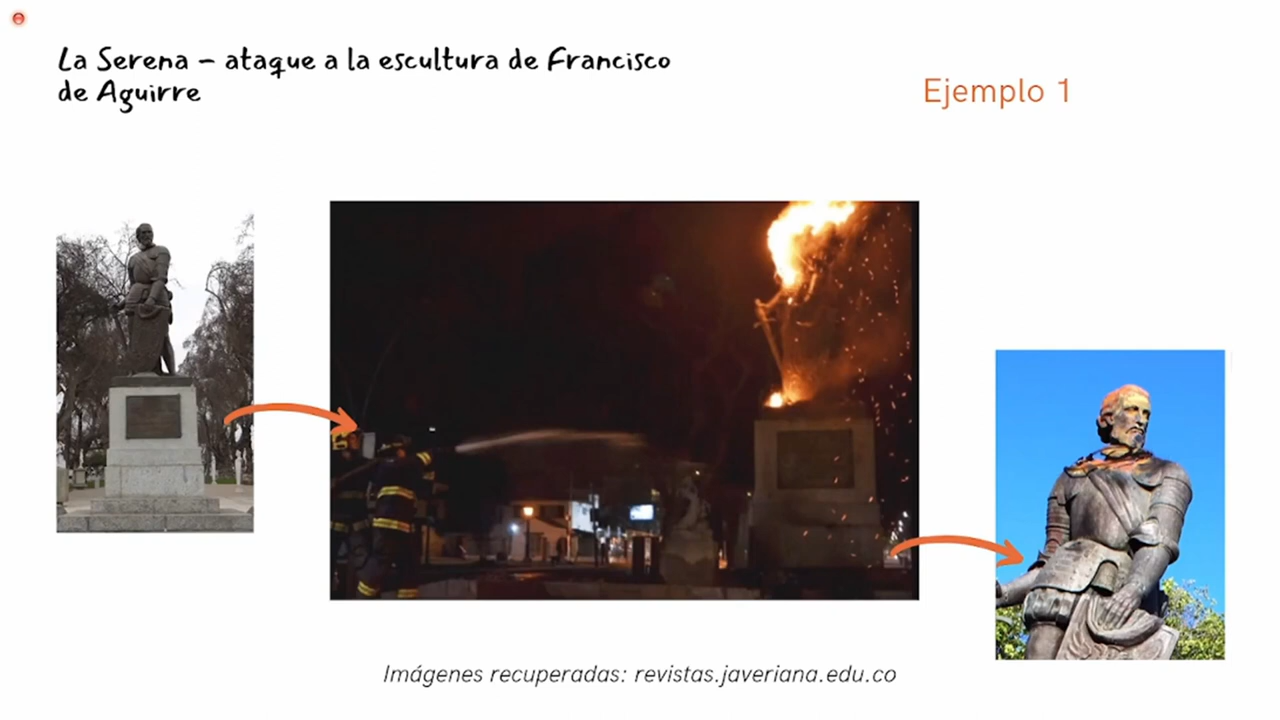 La Serena – ataque a la escultura de Francisco
de Aguirre
Ejemplo 1
Imágenes recuperadas: revistas.javeriana.edu.co